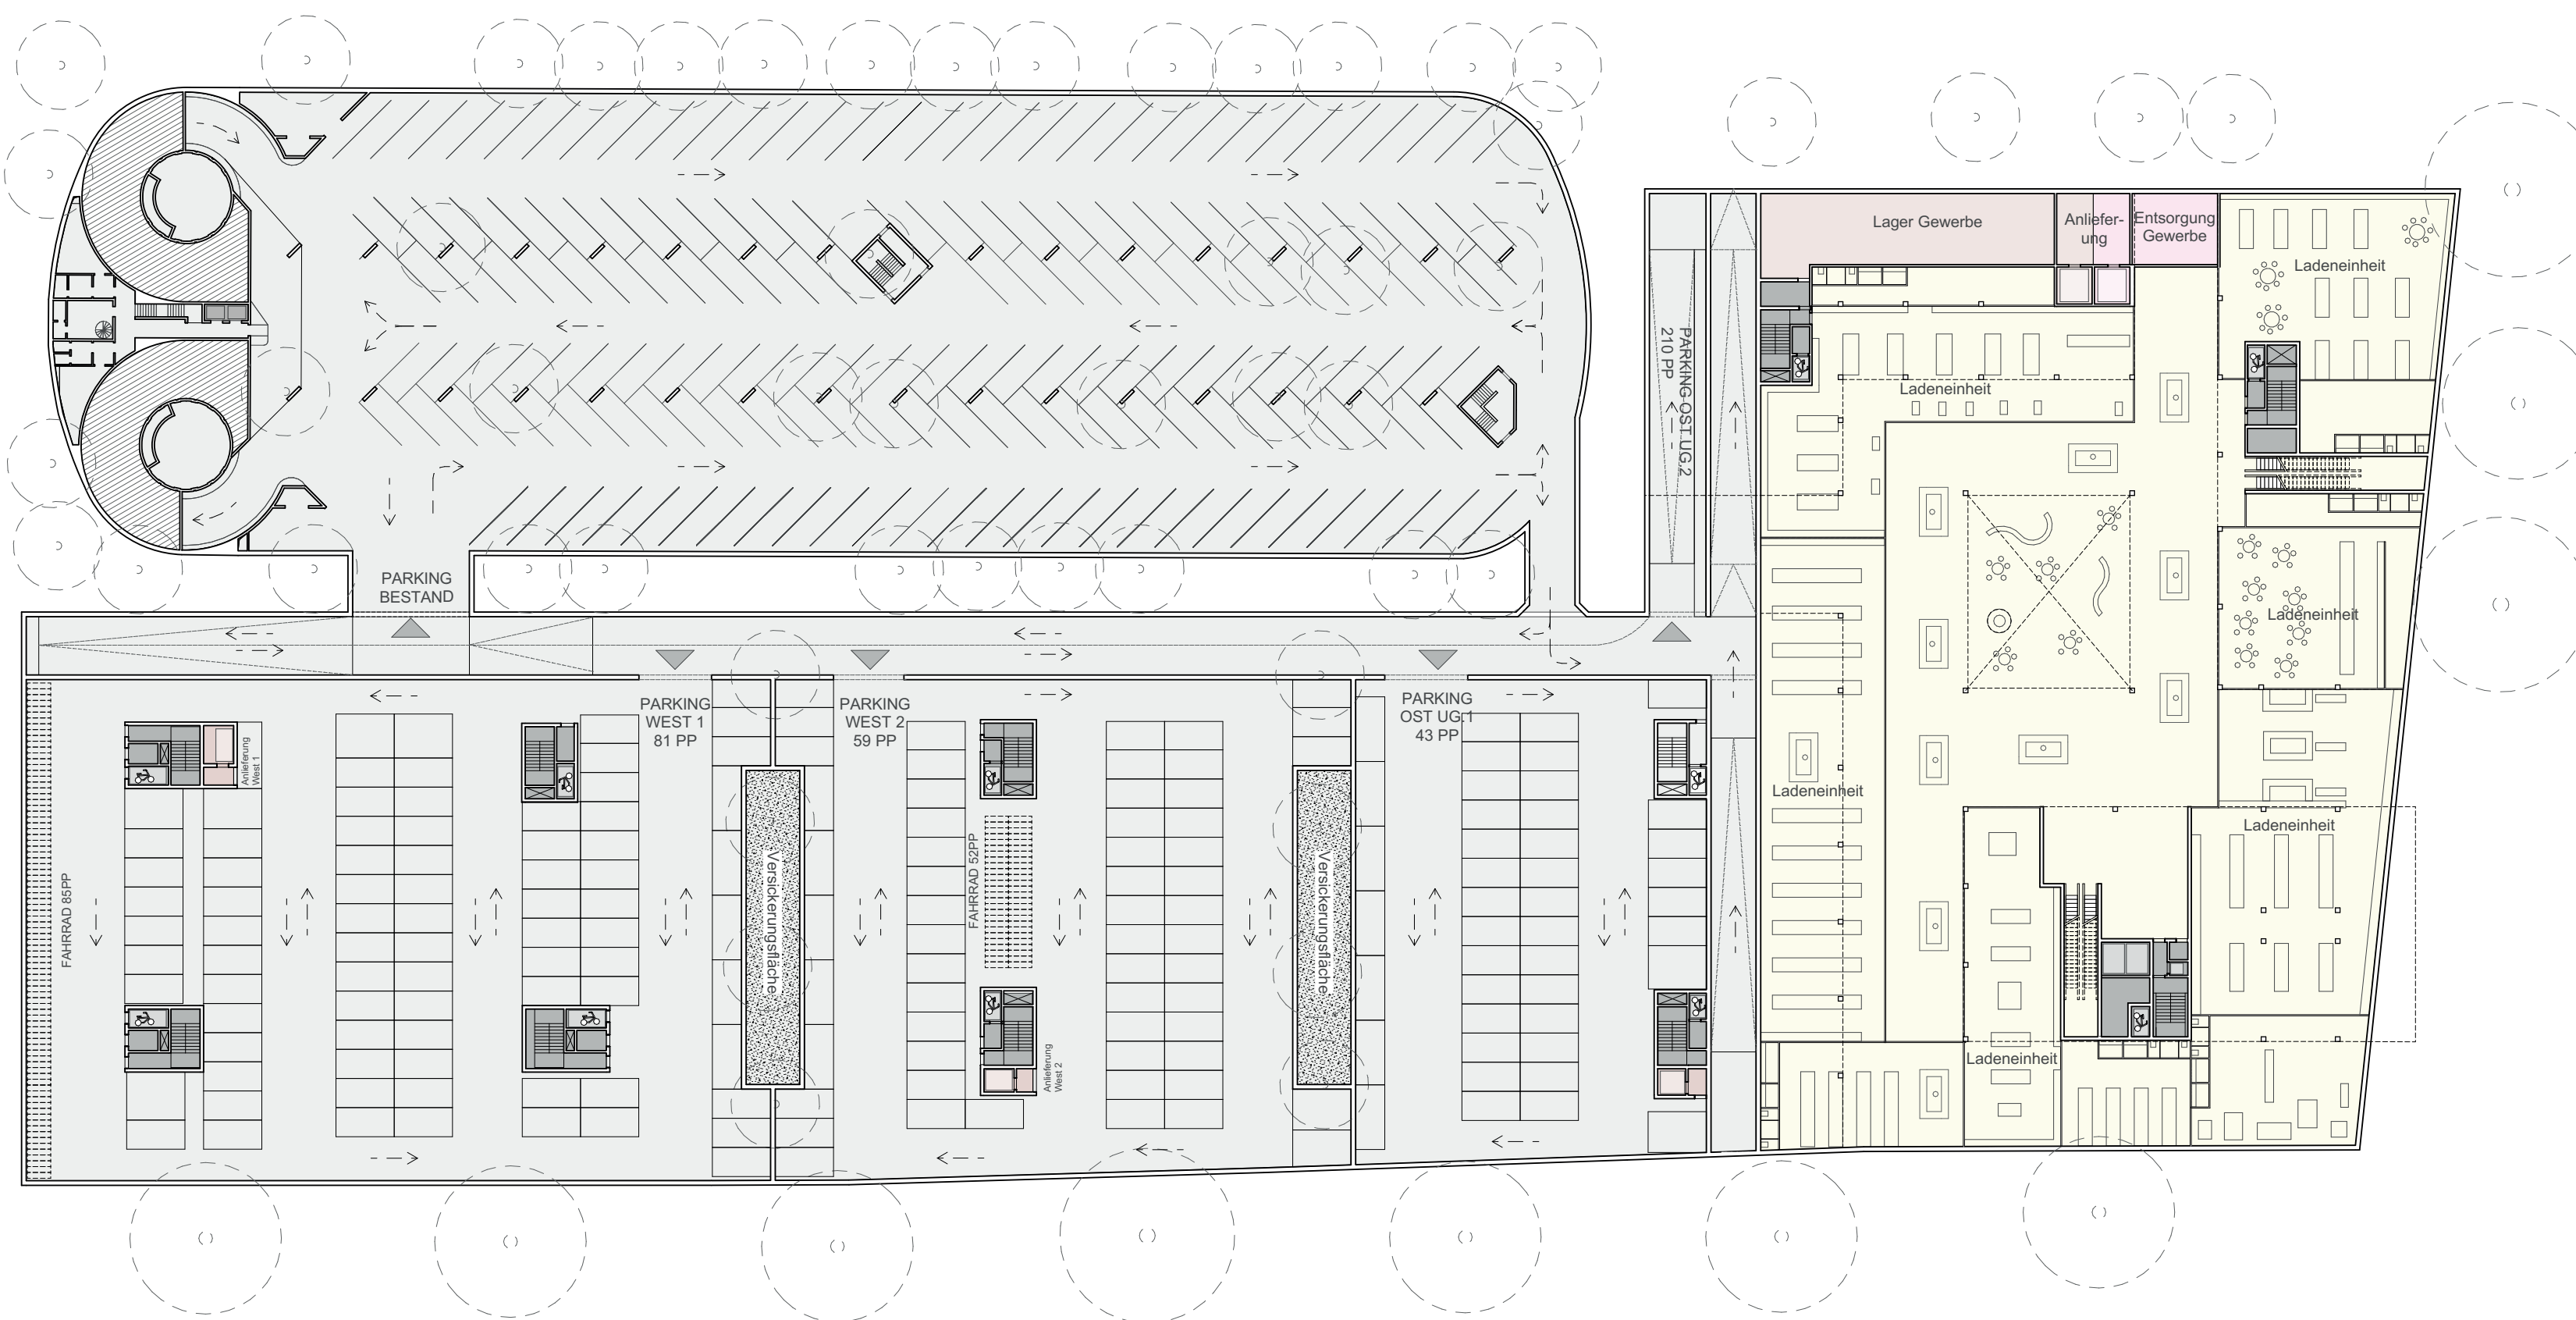 Lager Gewerbe
Anliefer-
ung
Entsorgung
Gewerbe
Ladeneinheit
PARKING OST UG.2
210 PP
Ladeneinheit
PARKING
BESTAND
Ladeneinheit
PARKING
WEST 1
81 PP
PARKING
WEST 2
59 PP
PARKING
OST UG.1
43 PP
Anlieferung
West 1
Ladeneinheit
Ladeneinheit
FAHRRAD 85PP
Versickerungsfläche
FAHRRAD 52PP
Versickerungsfläche
Anlieferung
West 2
Ladeneinheit